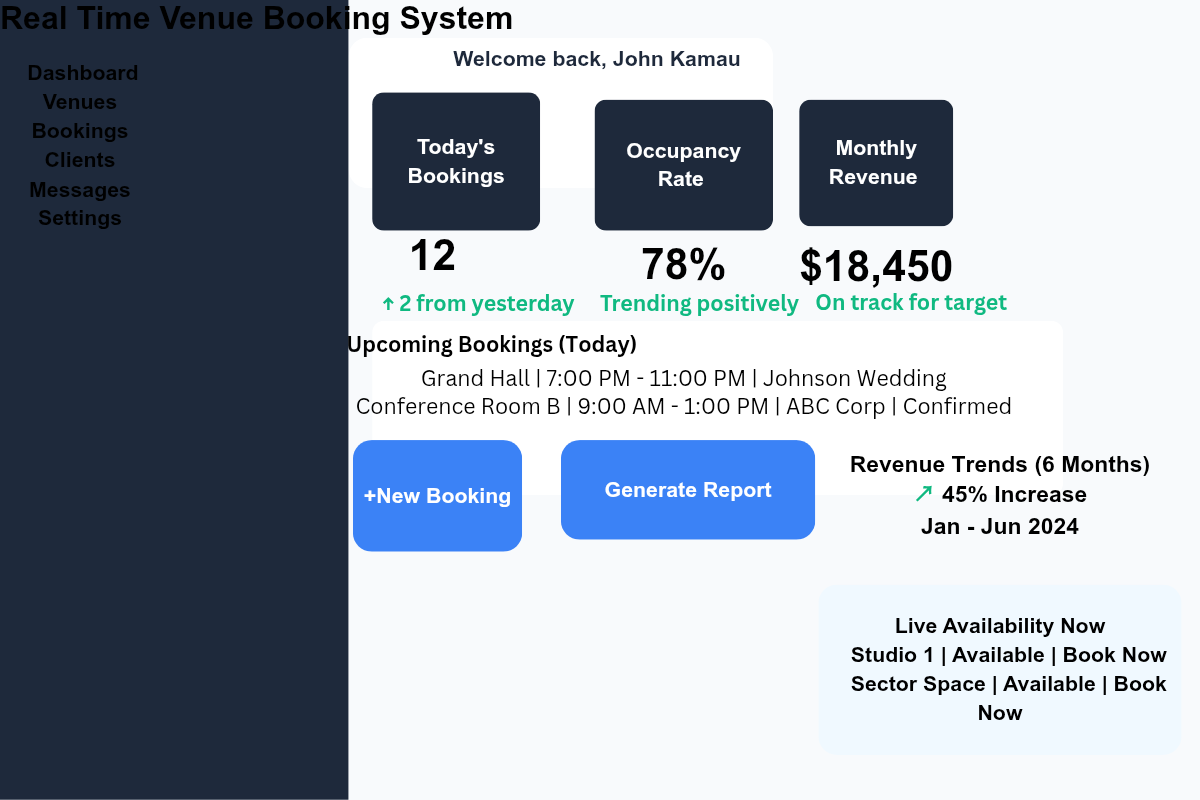 Real Time Venue Booking System
Dashboard
Venues
Bookings
Clients
Messages
Settings
Welcome back, John Kamau
Today's
Bookings
12
↑ 2 from yesterday
Occupancy
Rate
78%
Trending positively
Monthly
Revenue
$18,450
On track for target
Upcoming Bookings (Today)
Grand Hall | 7:00 PM - 11:00 PM | Johnson Wedding
Conference Room B | 9:00 AM - 1:00 PM | ABC Corp | Confirmed
+New Booking
Generate Report
Revenue Trends (6 Months)
↗ 45% Increase
Jan - Jun 2024
Live Availability Now
Studio 1 | Available | Book Now
Sector Space | Available | Book
Now